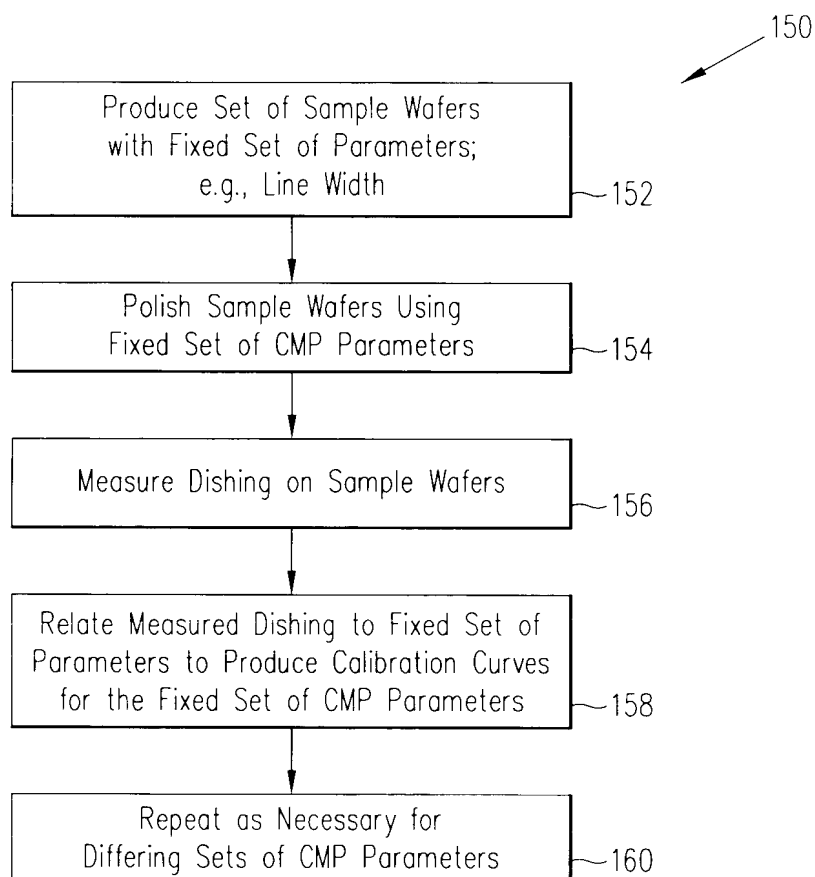 150
Produce Set of Sample Wafers
with Fixed Set of Parameters;
e.g., Line Width
152
Polish Sample Wafers Using
Fixed Set of CMP Parameters
154
Measure Dishing on Sample Wafers
156
Relate Measured Dishing to Fixed Set of
Parameters to Produce Calibration Curves
for the Fixed Set of CMP Parameters
158
Repeat as Necessary for
Differing Sets of CMP Parameters
160